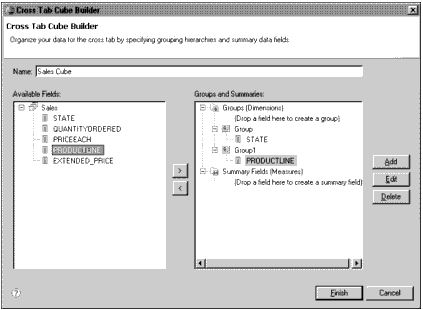 Cross Tab Cube Builder
Cross Tab Cube Builder
Organize your data for the cross tab by specifying grouping hierarchies and summary data fields
Name: Sales Cube
Available Fields:
Sales
STATE
QUANTITYORDERED
PRICEEACH
PRODUCTLINE
EXTENDED_PRICE
>
<
Groups and Summaries:
Groups (Dimensions)
(Drop a field here to create a group)
Group
STATE
Group1
PRODUCTLINE
Summary Fields (Measures)
(Drop a field here to create a summary field)
Add
Edit
Delete
?
Finish
Cancel